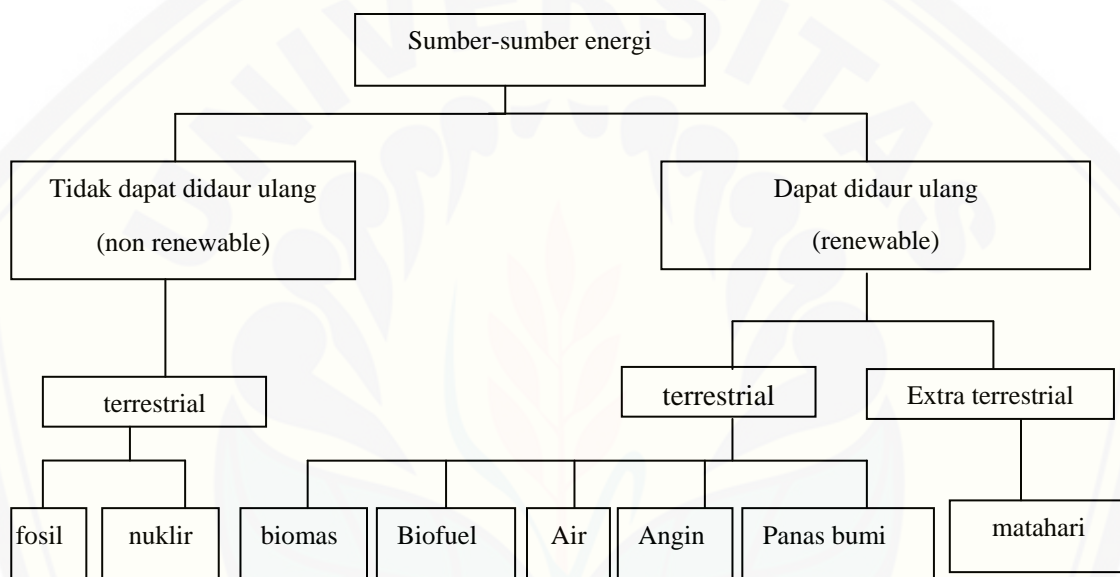 UNIVERSITAS
Sumber-sumber energi
Tidak dapat didaur ulang
(non renewable)
Dapat didaur ulang
(renewable)
terrestrial
terrestrial
Extra terrestrial
fosil
nuklir
biomas
Biofuel
Air
Angin
Panas bumi
matahari